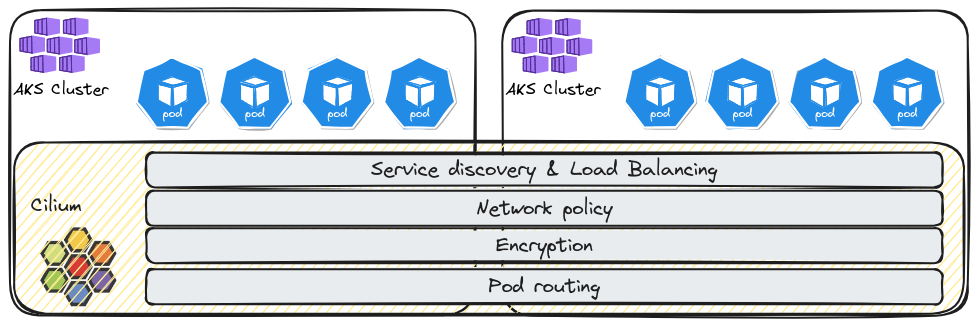 AKS Cluster
pod
pod
pod
pod
AKS Cluster
pod
pod
pod
pod
Cilium
Service discovery & Load Balancing
Network policy
Encryption
Pod routing